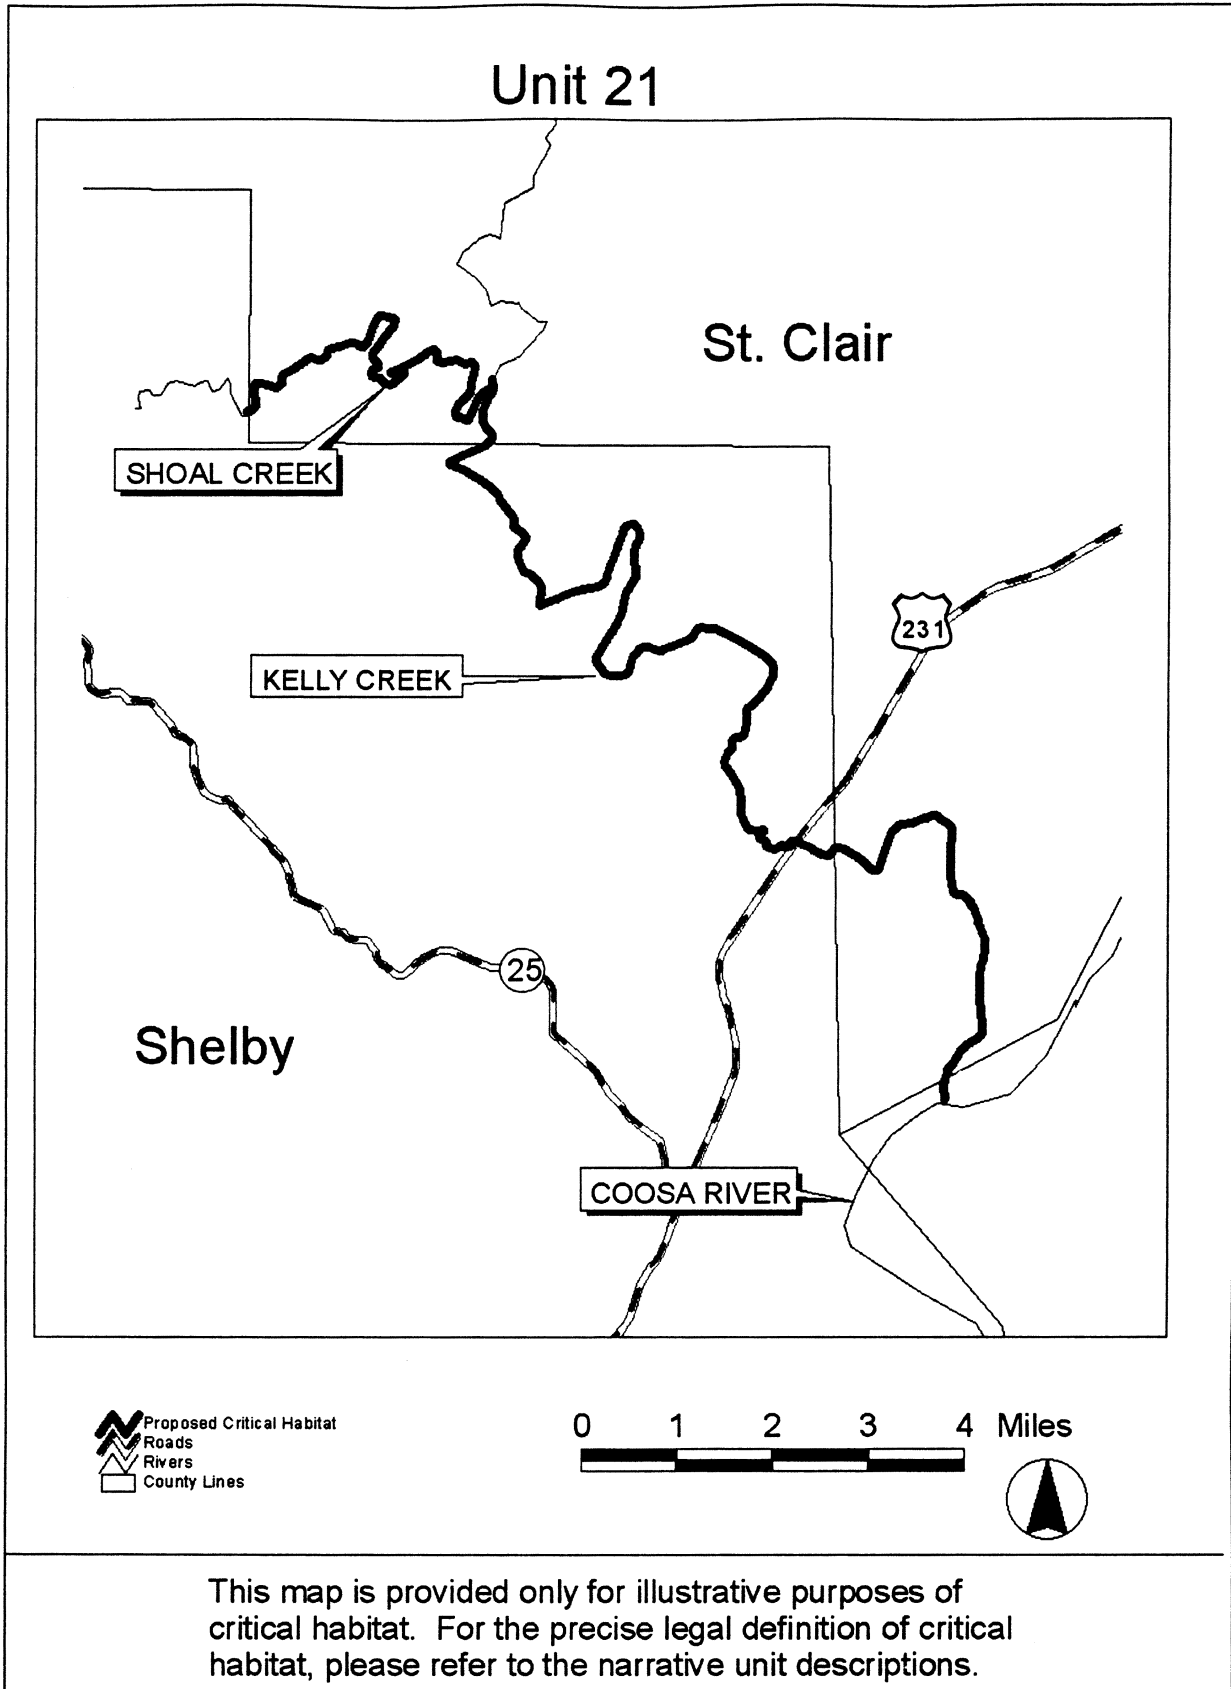 Unit 21
St. Clair
SHOAL CREEK
231
KELLY CREEK
25
Shelby
COOSA RIVER
Proposed Critical Habitat
Roads
Rivers
County Lines
0 1 2 3 4 Miles
This map is provided only for illustrative purposes of
critical habitat. For the precise legal definition of critical
habitat, please refer to the narrative unit descriptions.